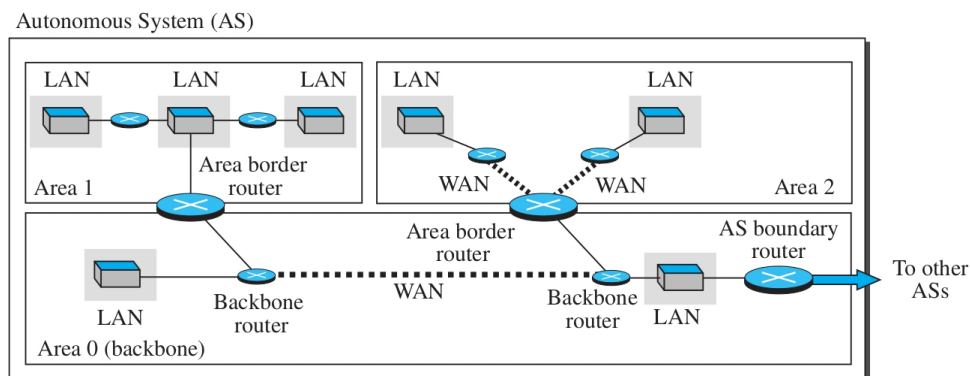 Autonomous System (AS)
LAN
LAN
LAN
Area border
router
Area 1
LAN
LAN
WAN
WAN
Area 2
Area border
router
AS boundary
router
LAN
Backbone
router
WAN
Backbone
router
LAN
To other
ASs
Area 0 (backbone)